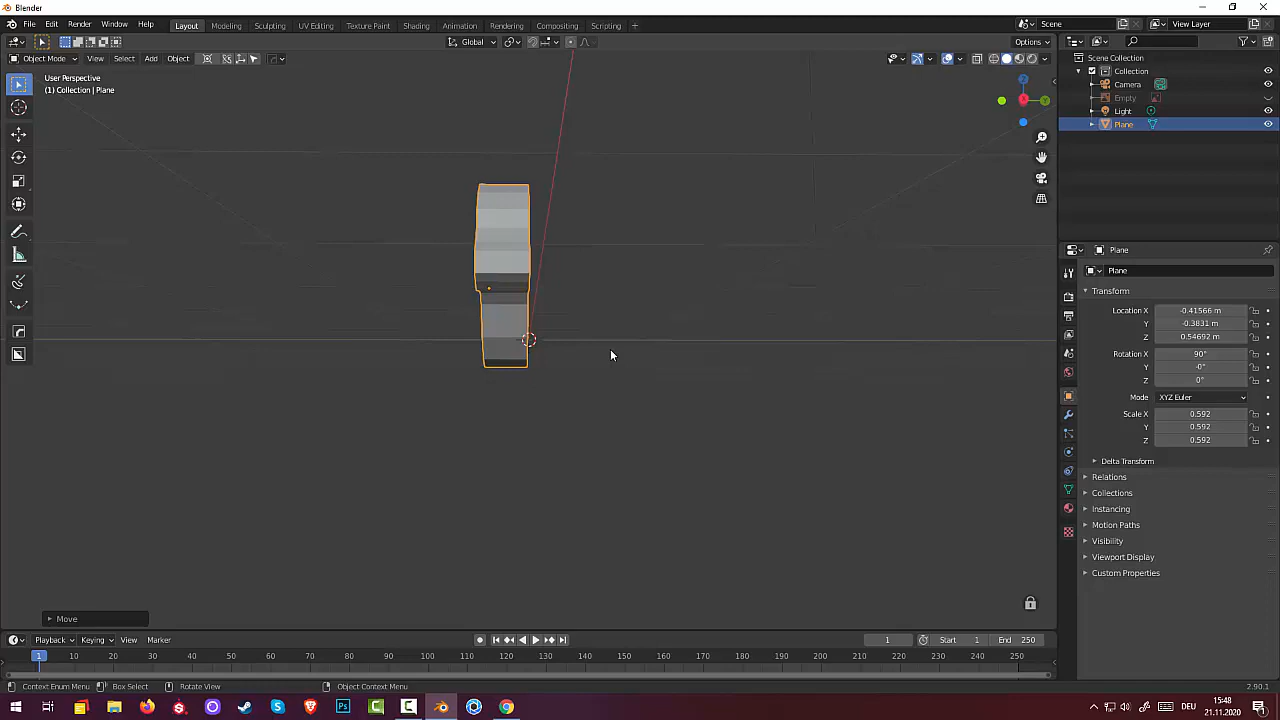 Blender
File Edit Render Window Help Layout Modeling Sculpting UV Editing Texture Paint Shading Animation Rendering Compositing Scripting + Scene View Layer
Global Options
Object Mode View Select Add Object
User Perspective
(1) Collection | Plane
Scene Collection
Collection
Camera
Empty
Light
Plane
Plane
Plane
Transform
Location X -0.41566 m
Y -0.3831 m
Z 0.54692 m
Rotation X 90°
Y -0°
Z 0°
Mode XYZ Euler
Scale X 0.592
Y 0.592
Z 0.592
Delta Transform
Relations
Collections
Instancing
Motion Paths
Visibility
Viewport Display
Custom Properties
Move
Playback Keying View Marker 1 Start 1 End 250
1 10 20 30 40 50 60 70 80 90 100 110 120 130 140 150 160 170 180 190 200 210 220 230 240 250
Context Enum Menu Box Select Rotate View Object Context Menu 2.90.1
Ps DEU 15:48
21.11.2020